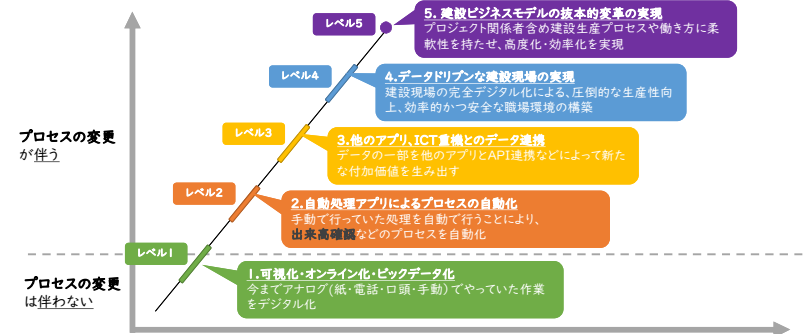 レベル5
5. 建設ビジネスモデルの抜本的変革の実現
プロジェクト関係者含め建設生産プロセスや働き方に柔
軟性を持たせ、高度化・効率化を実現
レベル4
4.データドリブンな建設現場の実現
建設現場の完全デジタル化による、圧倒的な生産性向
上、効率的かつ安全な職場環境の構築
プロセスの変更
が伴う
レベル3
3.他のアプリ、ICT重機とのデータ連携
データの一部を他のアプリとAPI連携などによって新た
な付加価値を生み出す
レベル2
2.自動処理アプリによるプロセスの自動化
手動で行っていた処理を自動で行うことにより、
出来高確認などのプロセスを自動化
レベル1
プロセスの変更
は伴わない
1.可視化・オンライン化・ビックデータ化
今までアナログ(紙・電話・口頭・手動)でやっていた作業
をデジタル化